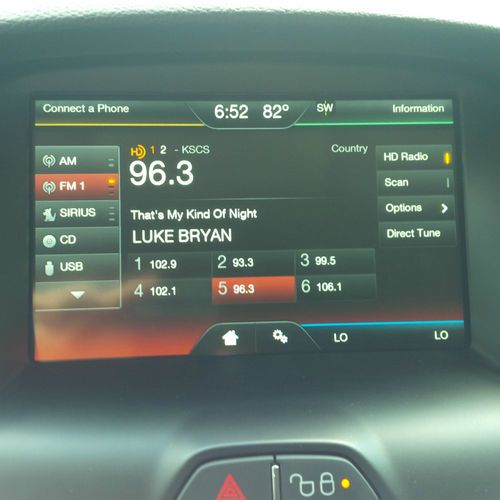 Connect a Phone 6:52 82° SW Information
HD 1 2 - KSCS Country
96.3
AM
FM 1
SIRIUS
CD
USB
That's My Kind Of Night
LUKE BRYAN
1 102.9 2 93.3 3 99.5
4 102.1 5 96.3 6 106.1
HD Radio
Scan
Options
Direct Tune
LO LO